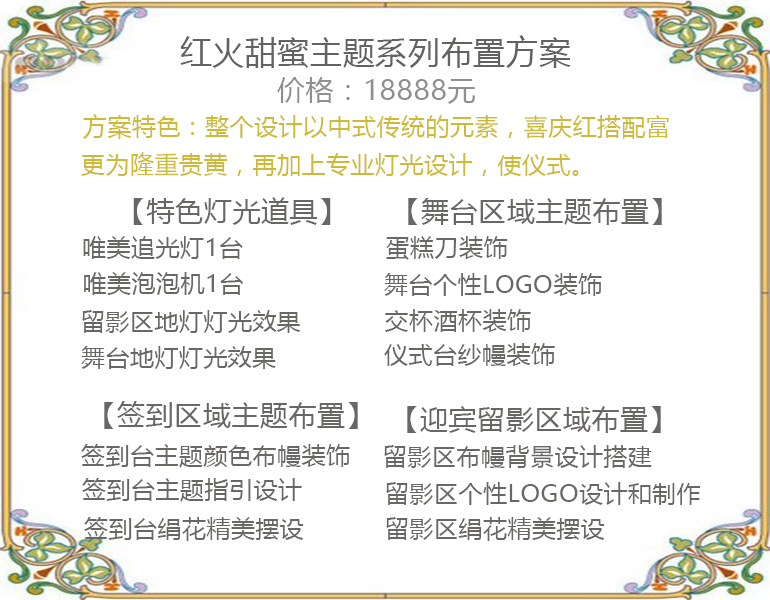 红火甜蜜主题系列布置方案
价格：18888元
方案特色：整个设计以中式传统的元素，喜庆红搭配富
更为隆重贵黄，再加上专业灯光设计，使仪式。
【特色灯光道具】
唯美追光灯1台
唯美泡泡机1台
留影区地灯灯光效果
舞台地灯灯光效果
【舞台区域主题布置】
蛋糕刀装饰
舞台个性LOGO装饰
交杯酒杯装饰
仪式台纱幔装饰
【签到区域主题布置】
签到台主题颜色布幔装饰
签到台主题指引设计
签到台绢花精美摆设
【迎宾留影区域布置】
留影区布幔背景设计搭建
留影区个性LOGO设计和制作
留影区绢花精美摆设